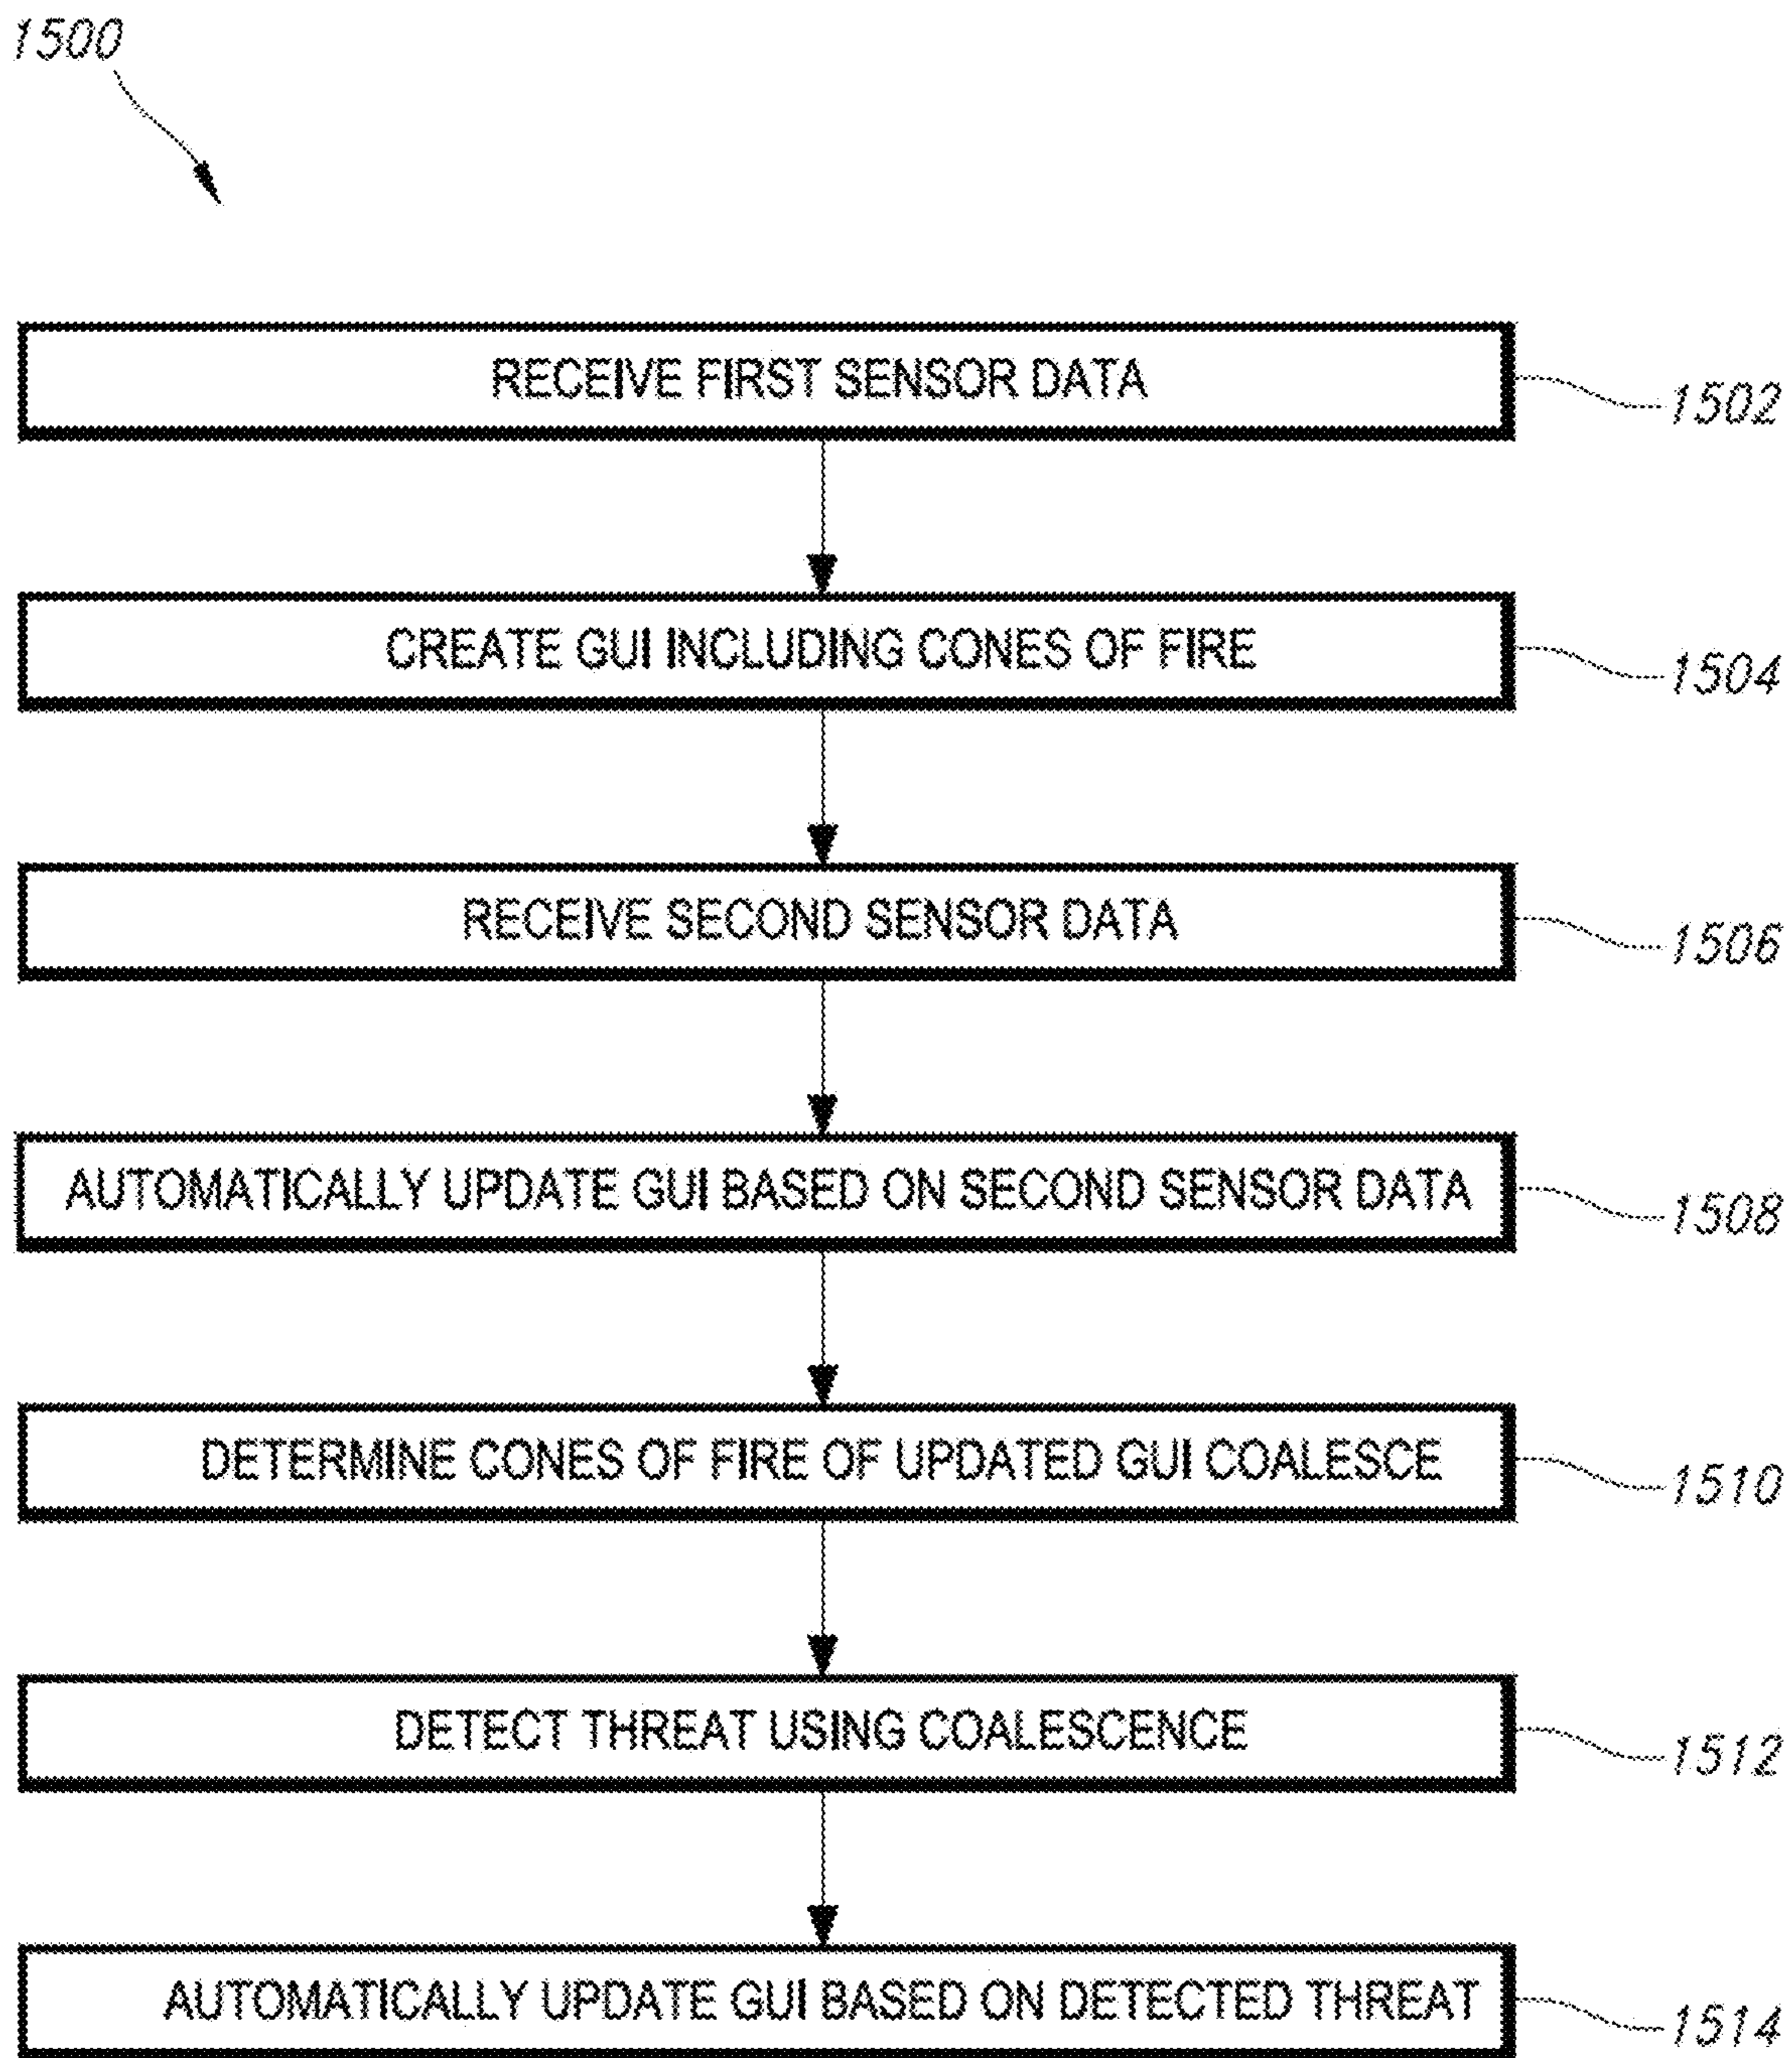 1500
RECEIVE FIRST SENSOR DATA
1502
CREATE GUI INCLUDING CONES OF FIRE
1504
RECEIVE SECOND SENSOR DATA
1506
AUTOMATICALLY UPDATE GUI BASED ON SECOND SENSOR DATA
1508
DETERMINE CONES OF FIRE OF UPDATED GUI COALESCE
1510
DETECT THREAT USING COALESCENCE
1512
AUTOMATICALLY UPDATE GUI BASED ON DETECTED THREAT
1514